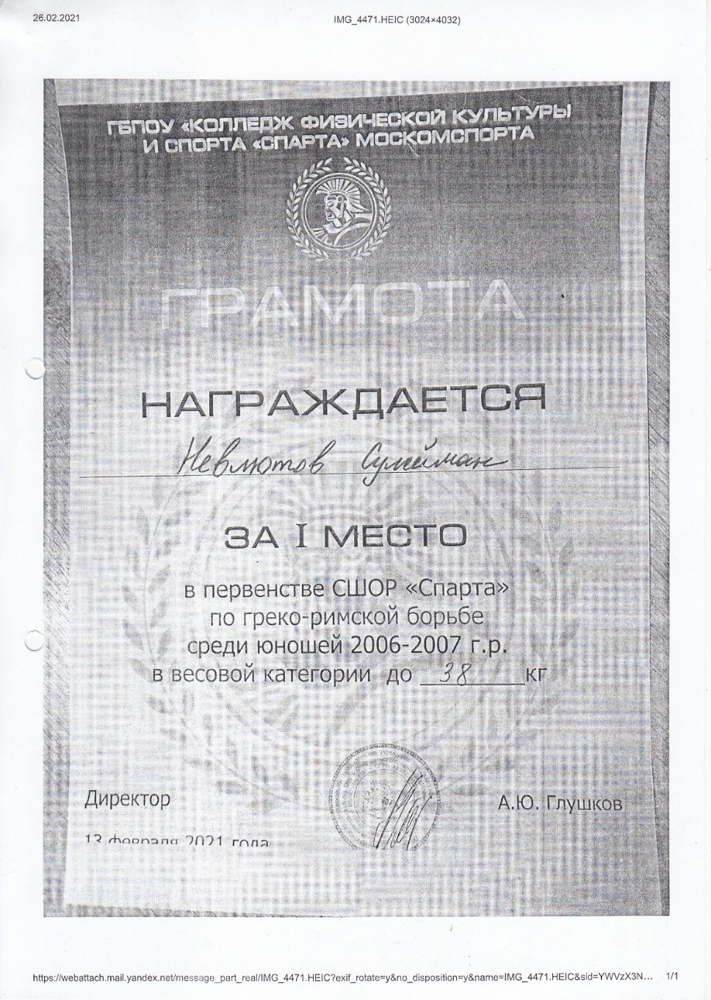 26.02.2021 IMG_4471.HEIC (3024×4032)
ГБПОУ «КОЛЛЕДЖ ФИЗИЧЕСКОЙ КУЛЬТУРЫ
И СПОРТА «СПАРТА» МОСКОМСПОРТА
ГРАМОТА
НАГРАЖДАЕТСЯ
Невлютов Сулейман
ЗА I МЕСТО
в первенстве СШОР «Спарта»
по греко-римской борьбе
среди юношей 2006-2007 г.р.
в весовой категории до 38 кг
Директор А.Ю. Глушков
13 февраля 2021 года
https://webattach.mail.yandex.net/message_part_real/IMG_4471.HEIC?exif_rotate=y&no_disposition=y&name=IMG_4471.HEIC&sid=YWVzX3N... 1/1